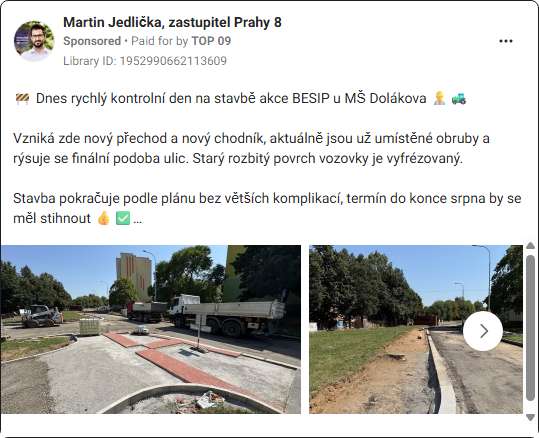 Martin Jedlička, zastupitel Prahy 8
Sponsored • Paid for by TOP 09
Library ID: 1952990662113609
🚧 Dnes rychlý kontrolní den na stavbě akce BESIP u MŠ Dolákova 👷 🚜
Vzniká zde nový přechod a nový chodník, aktuálně jsou už umístěné obruby a
rýsuje se finální podoba ulic. Starý rozbitý povrch vozovky je vyfrézovaný.
Stavba pokračuje podle plánu bez větších komplikací, termín do konce srpna by se
měl stihnout 👍 ✅ ...